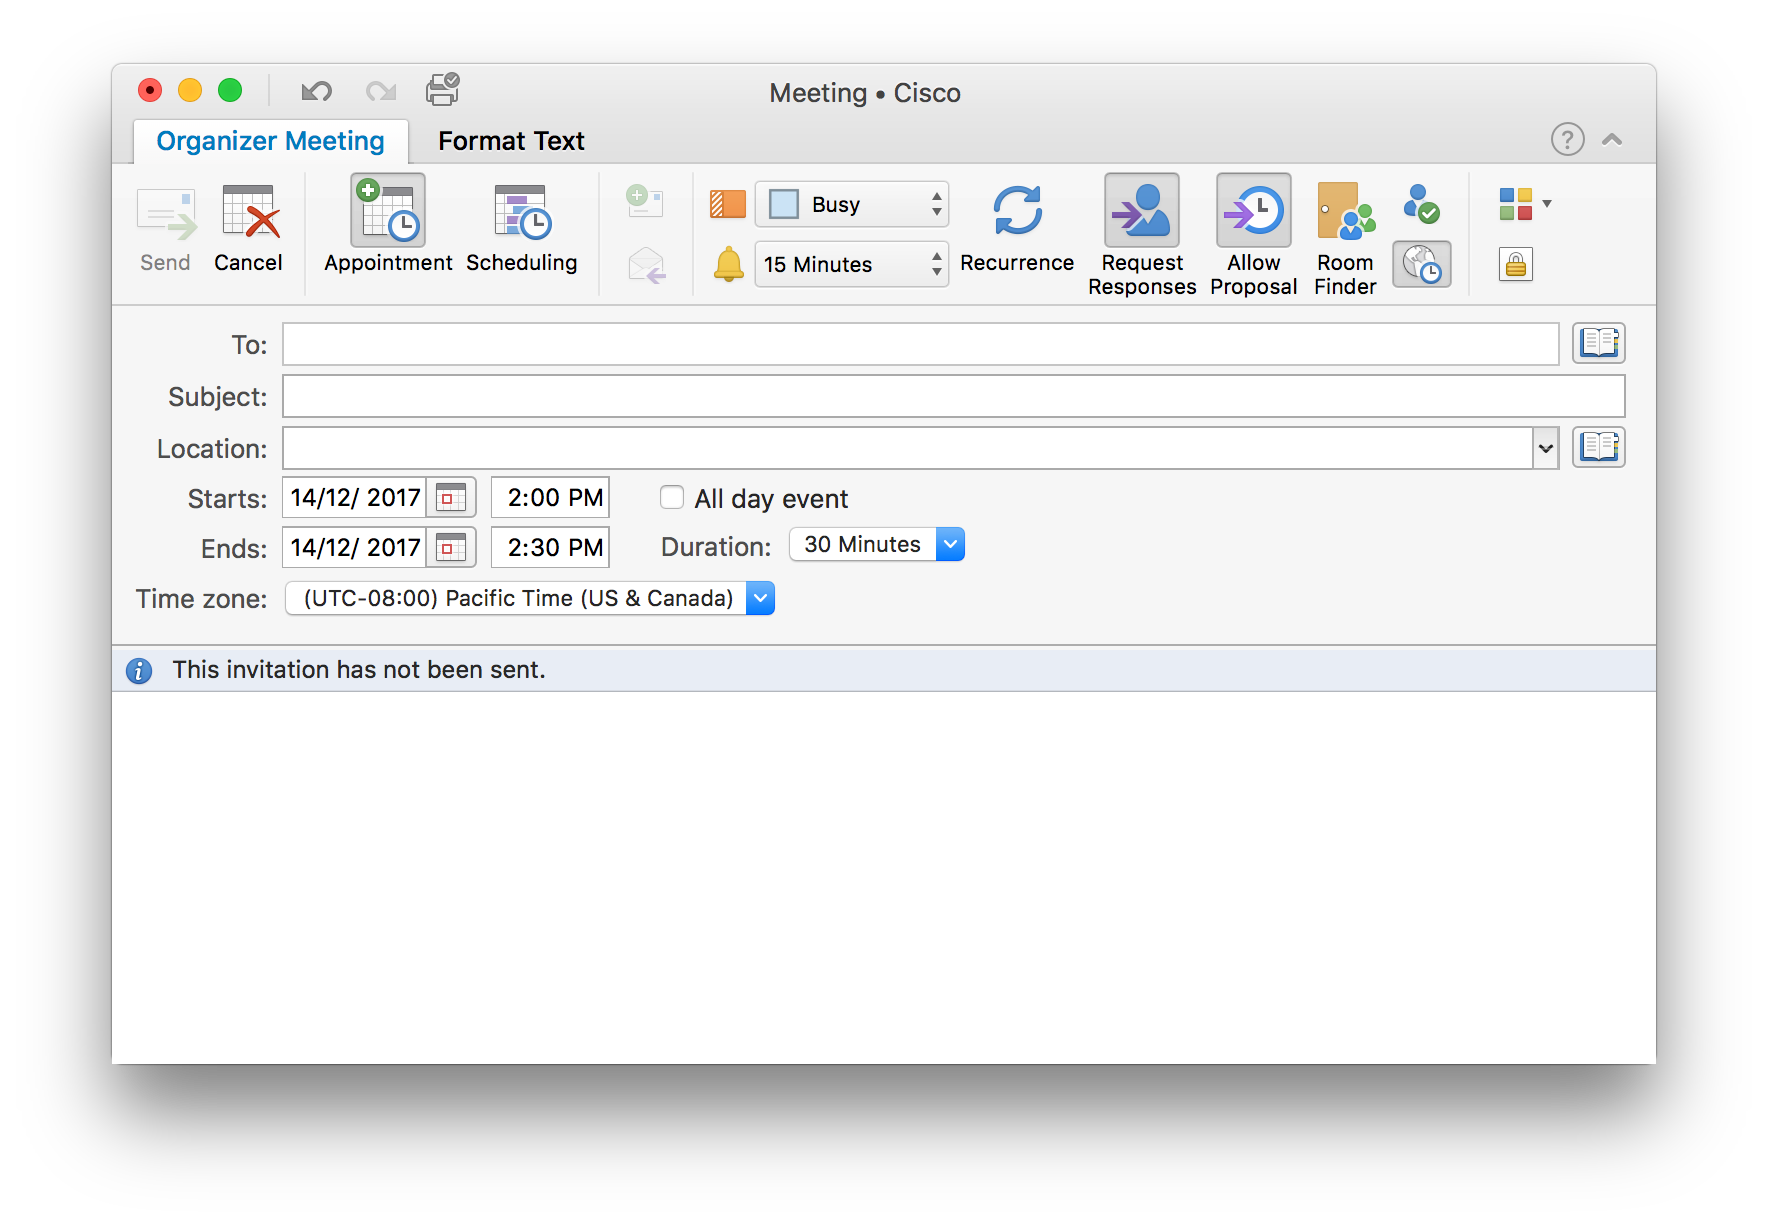 Meeting • Cisco
Organizer Meeting
Format Text
?
Send
Cancel
Appointment
Scheduling
Busy
15 Minutes
Recurrence
Request
Responses
Allow
Proposal
Room
Finder
To:
Subject:
Location:
Starts: 14/12/ 2017 2:00 PM All day event
Ends: 14/12/ 2017 2:30 PM Duration: 30 Minutes
Time zone: (UTC-08:00) Pacific Time (US & Canada)
i This invitation has not been sent.